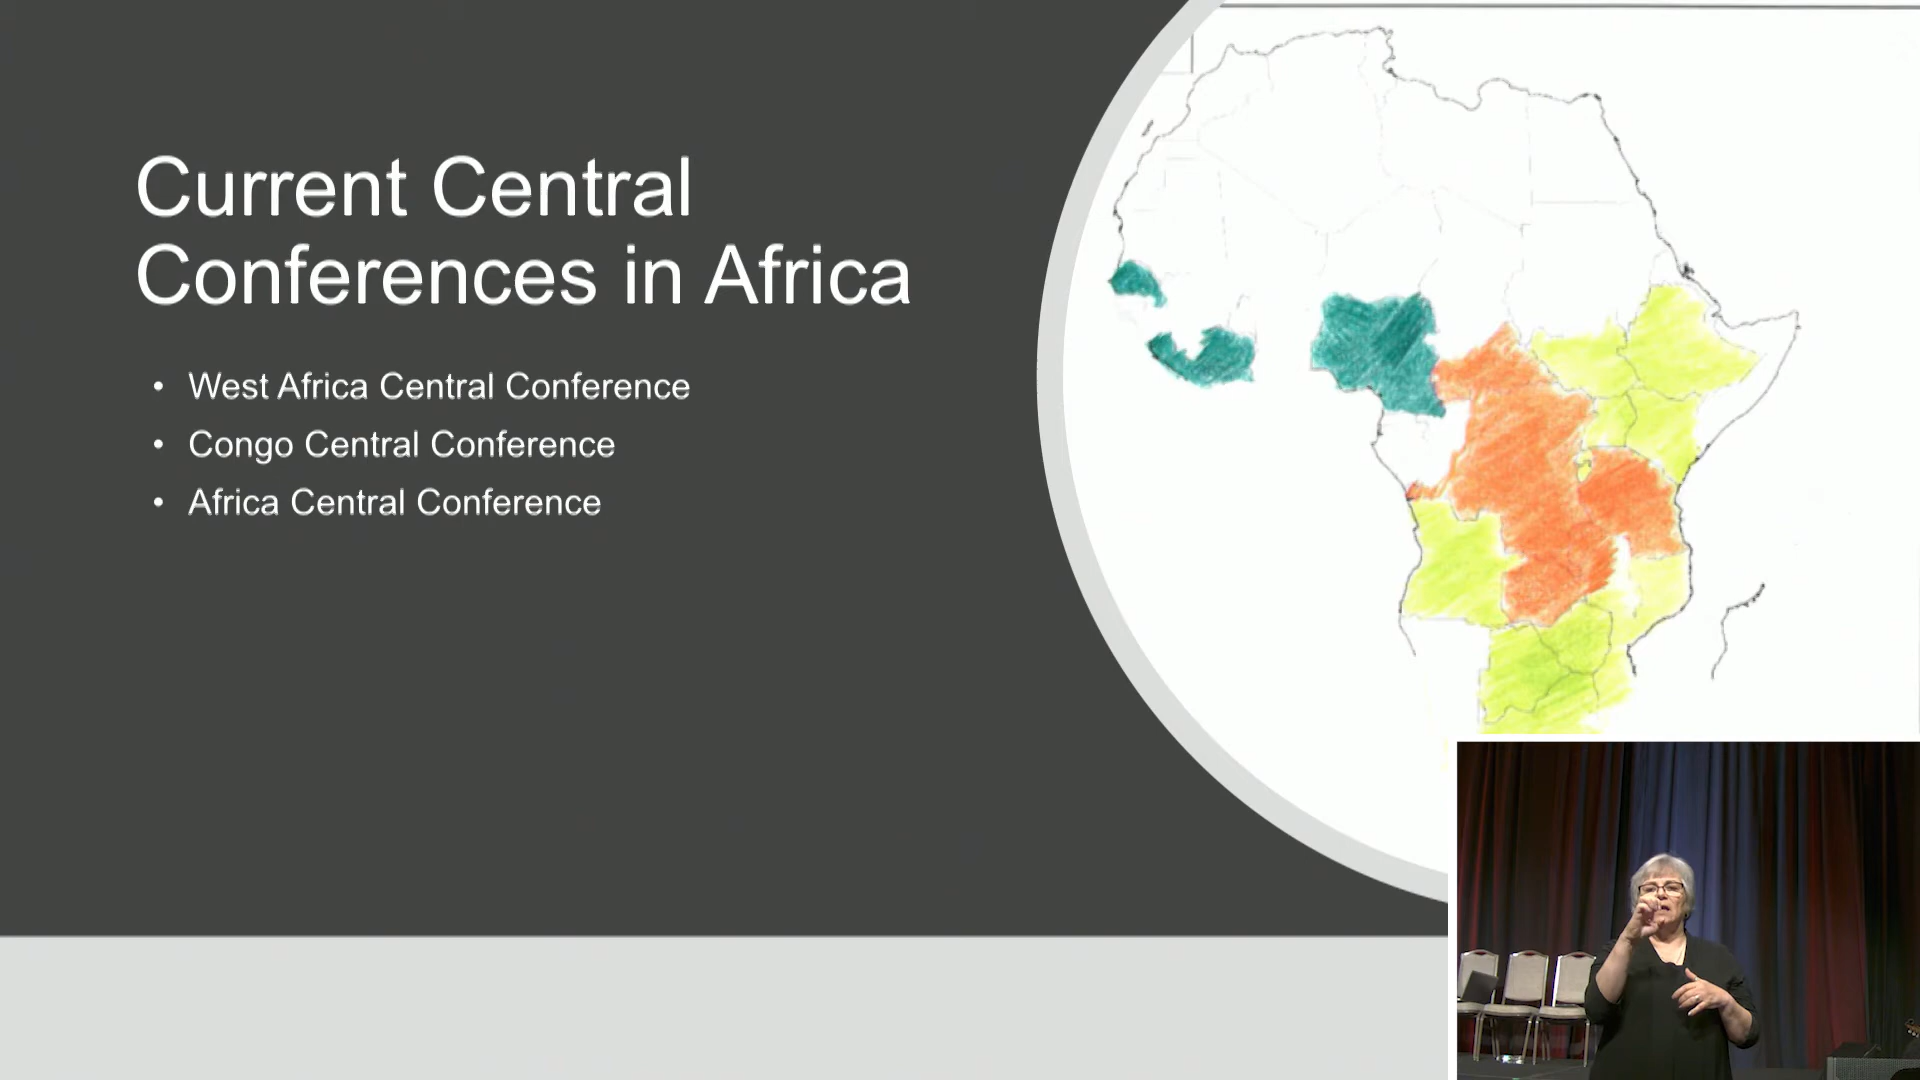 Current Central
Conferences in Africa
• West Africa Central Conference
• Congo Central Conference
• Africa Central Conference